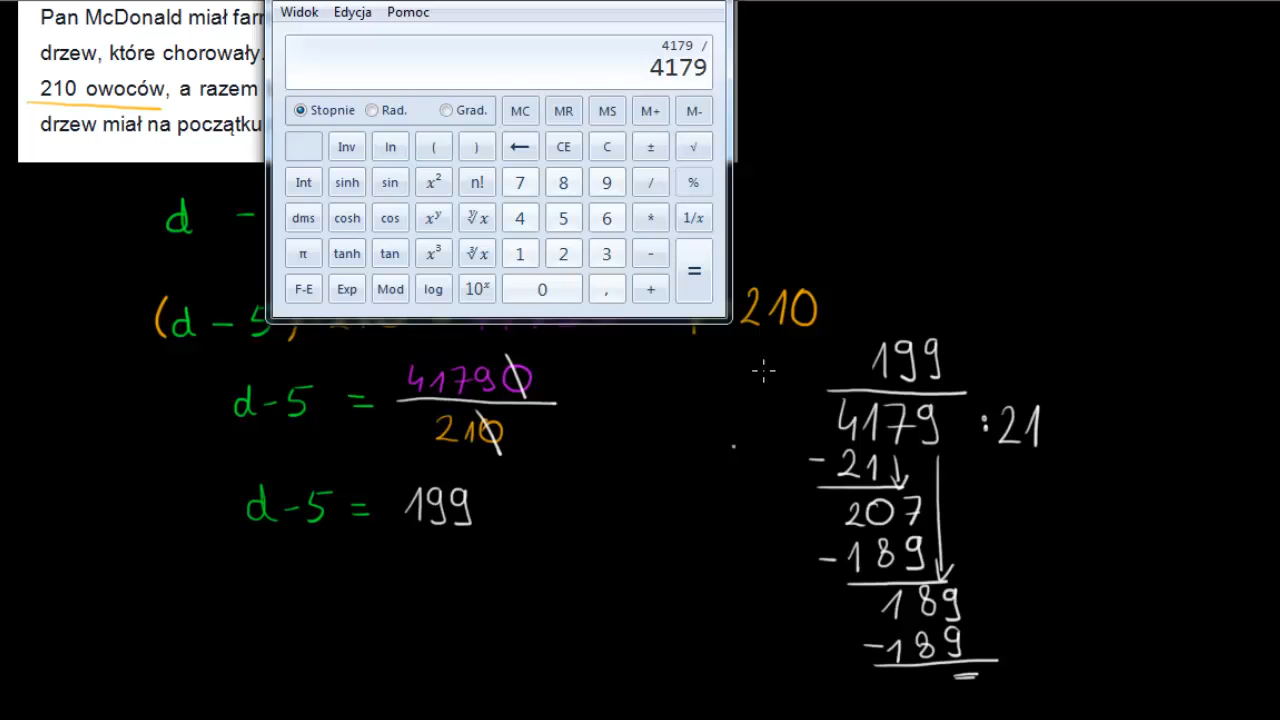 Pan McDonald miał
drzew, które chorowały.
210 owoców, a razem
drzew miał na początku
Widok Edycja Pomoc
4179 /
4179
Stopnie Rad. Grad. MC MR MS M+ M-
Inv ln ( ) ← CE C ± √
Int sinh sin x² n! 7 8 9 / %
dms cosh cos xʸ ʸ√x 4 5 6 * 1/x
π tanh tan x³ ³√x 1 2 3 - =
F-E Exp Mod log 10ˣ 0 , +
d -
(d - 5 210
d - 5 = 41790
210
d - 5 = 199
199
4179 : 21
- 21
207
- 189
189
- 189